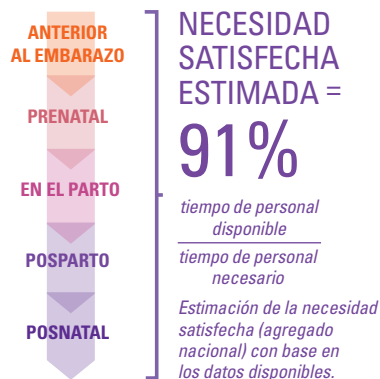 ANTERIOR
AL EMBARAZO
PRENATAL
EN EL PARTO
POSPARTO
POSNATAL
NECESIDAD
SATISFECHA
ESTIMADA =
91%
tiempo de personal
disponible
tiempo de personal
necesario
Estimación de la necesidad
satisfecha (agregado
nacional) con base en
los datos disponibles.